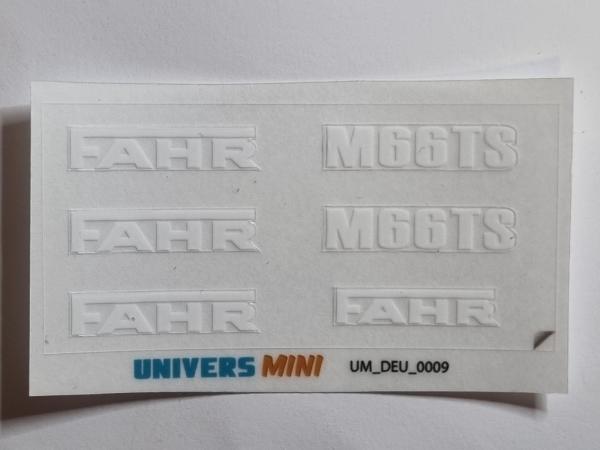 FAHR M66TS
FAHR M66TS
FAHR FAHR
UNIVERS MINI UM_DEU_0009